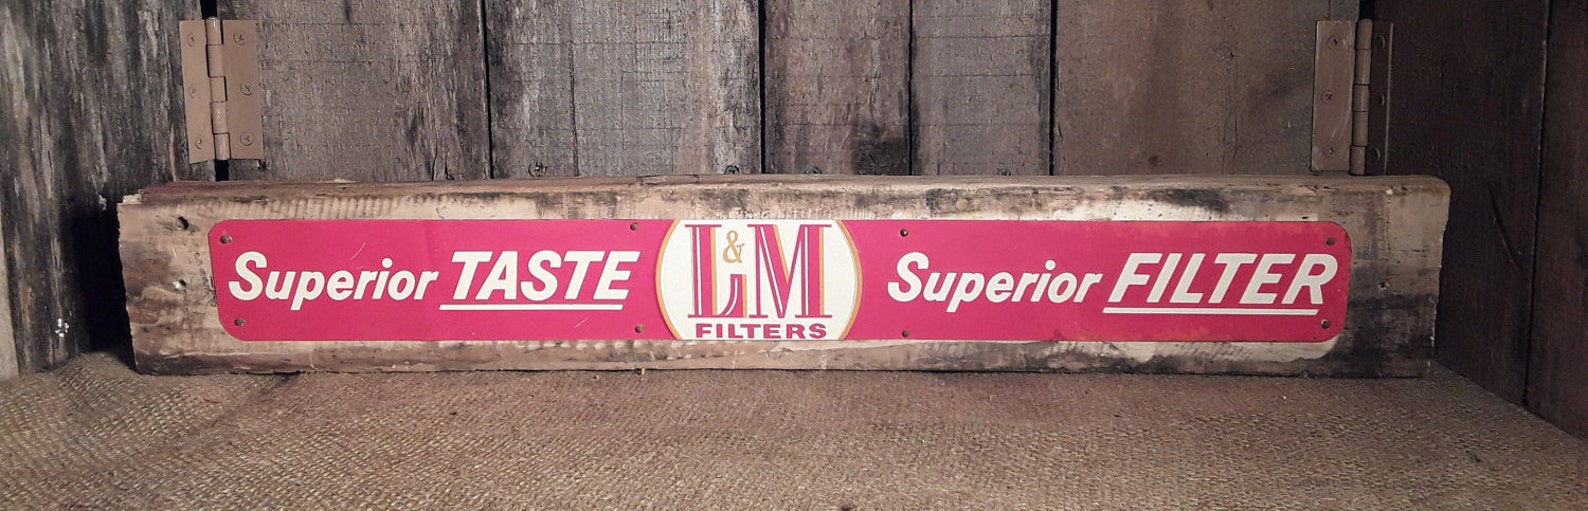 Superior TASTE
L&M
FILTERS
Superior FILTER